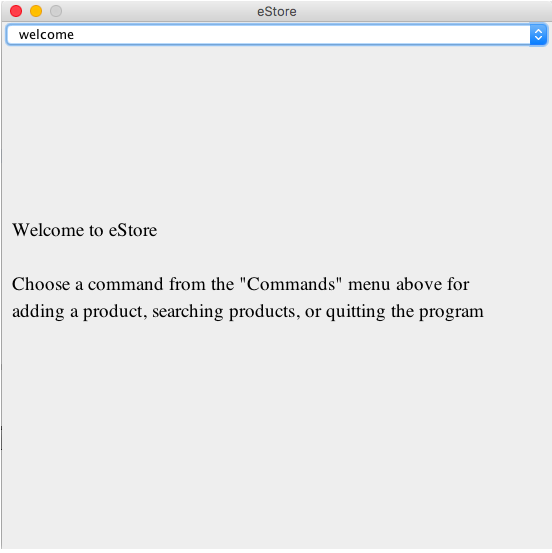 eStore
welcome
Welcome to eStore
Choose a command from the "Commands" menu above for
adding a product, searching products, or quitting the program